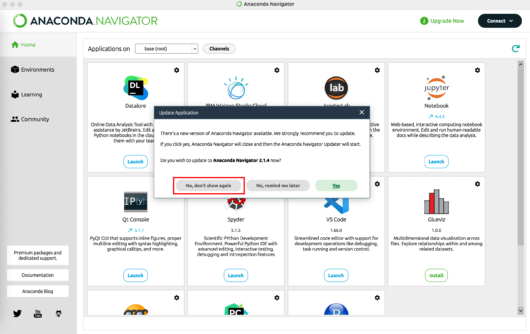 Anaconda Navigator
ANACONDA.NAVIGATOR
Upgrade Now
Connect
Home
Environments
Learning
Community
Applications on
base (root)
Channels
DL
Datalore
Online Data Analysis Tool with
assistance by JetBrains. Edit
Python notebooks in the clou
them with your team
Launch
IBM Watson Studio Cloud
lab
JupyterLab
jupyter
Notebook
6.4.5
Web-based, interactive computing notebook
environment. Edit and run human-readable
docs while describing the data analysis.
Launch
Update Application
There's a new version of Anaconda Navigator available. We strongly recommend you to update.
If you click yes, Anaconda Navigator will close and then the Anaconda Navigator Updater will start.
Do you wish to update to Anaconda Navigator 2.1.4 now?
No, don't show again
No, remind me later
Yes
IP
Qt Console
5.1.1
PyQt GUI that supports inline figures, proper
multiline editing with syntax highlighting,
graphical calltips, and more.
Launch
Spyder
5.1.5
Scientific PYthon Development
EnviRonment. Powerful Python IDE with
advanced editing, interactive testing,
debugging and introspection features
Launch
VS Code
1.66.0
Streamlined code editor with support for
development operations like debugging,
task running and version control.
Launch
Glueviz
1.0.0
Multidimensional data visualization across
files. Explore relationships within and among
related datasets.
Install
Premium packages and
dedicated support.
Documentation
Anaconda Blog
PC